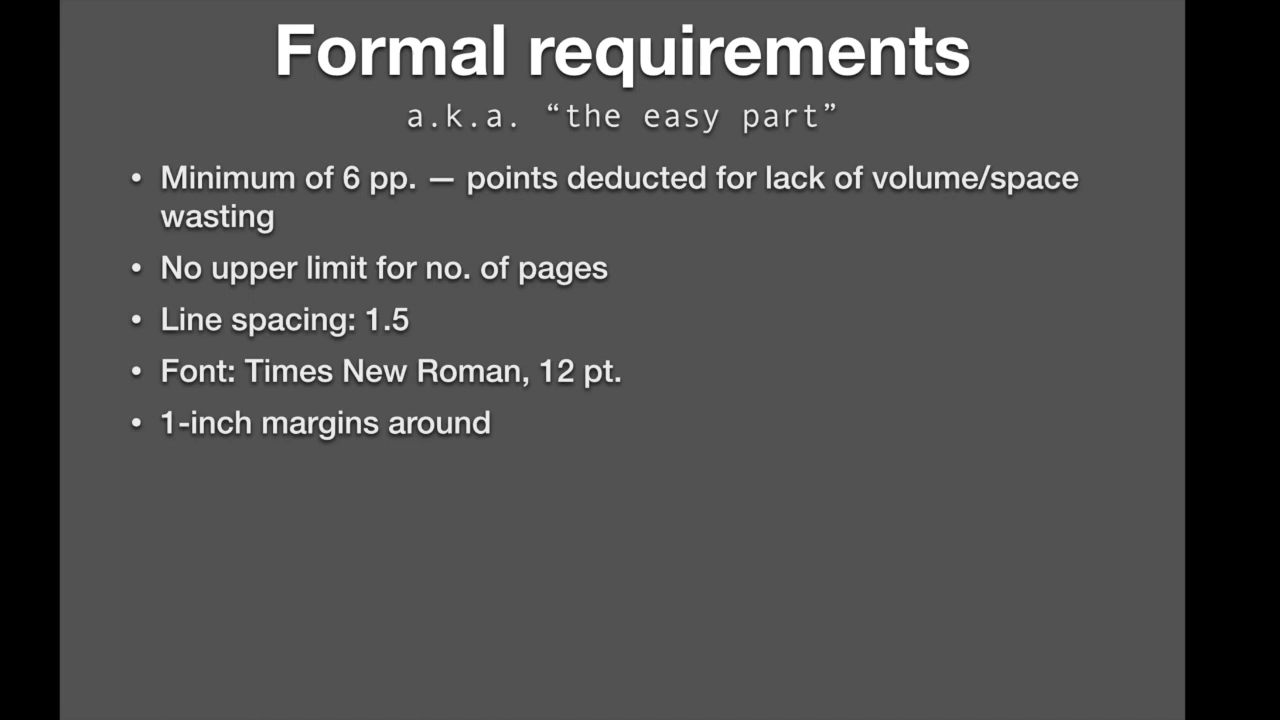 Formal requirements
a.k.a. “the easy part”
• Minimum of 6 pp. — points deducted for lack of volume/space
wasting
• No upper limit for no. of pages
• Line spacing: 1.5
• Font: Times New Roman, 12 pt.
• 1-inch margins around